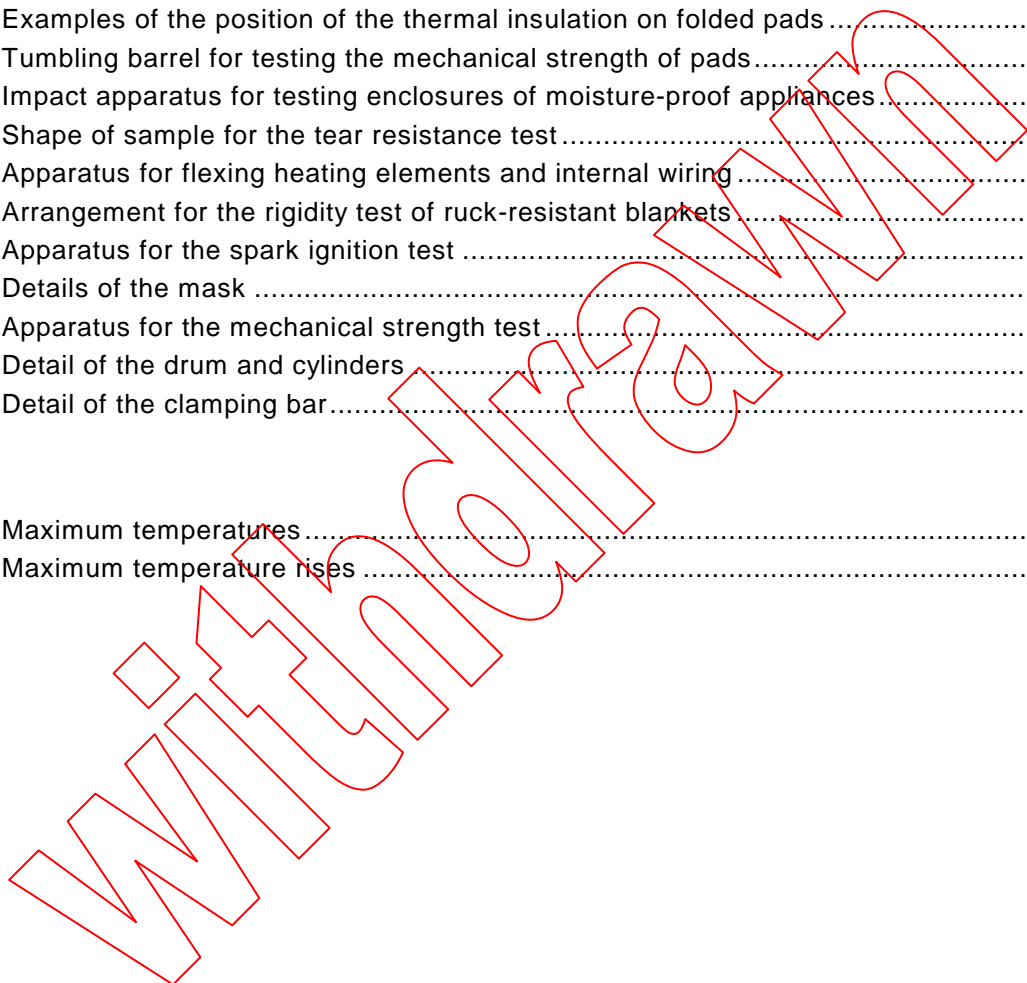 Examples of the position of the thermal insulation on folded pads ........................
Tumbling barrel for testing the mechanical strength of pads..................................
Impact apparatus for testing enclosures of moisture-proof appliances..................
Shape of sample for the tear resistance test..........................................................
Apparatus for flexing heating elements and internal wiring....................................
Arrangement for the rigidity test of ruck-resistant blankets....................................
Apparatus for the spark ignition test ......................................................................
Details of the mask ................................................................................................
Apparatus for the mechanical strength test............................................................
Detail of the drum and cylinders ............................................................................
Detail of the clamping bar.......................................................................................
Maximum temperatures..........................................................................................
Maximum temperature rises ...................................................................................
withdrawn